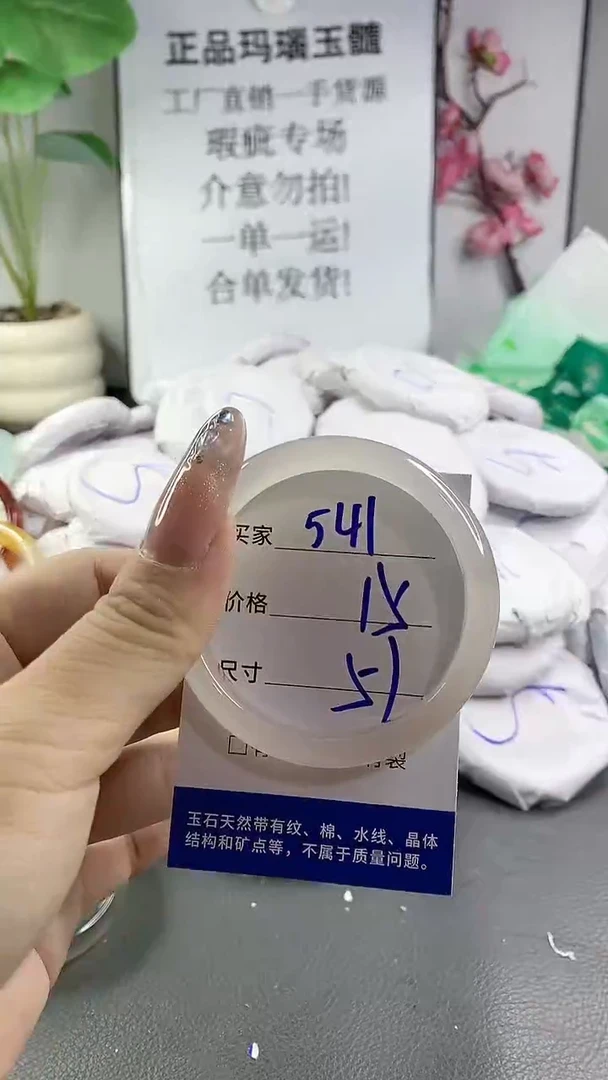 正品玛瑙玉髓
工厂直销一手货源
瑕疵专场
介意勿拍!
一单一运!
合单发货!
买家 541
价格 15
尺寸 51
玉石天然带有纹、棉、水线、晶体
结构和矿点等，不属于质量问题。